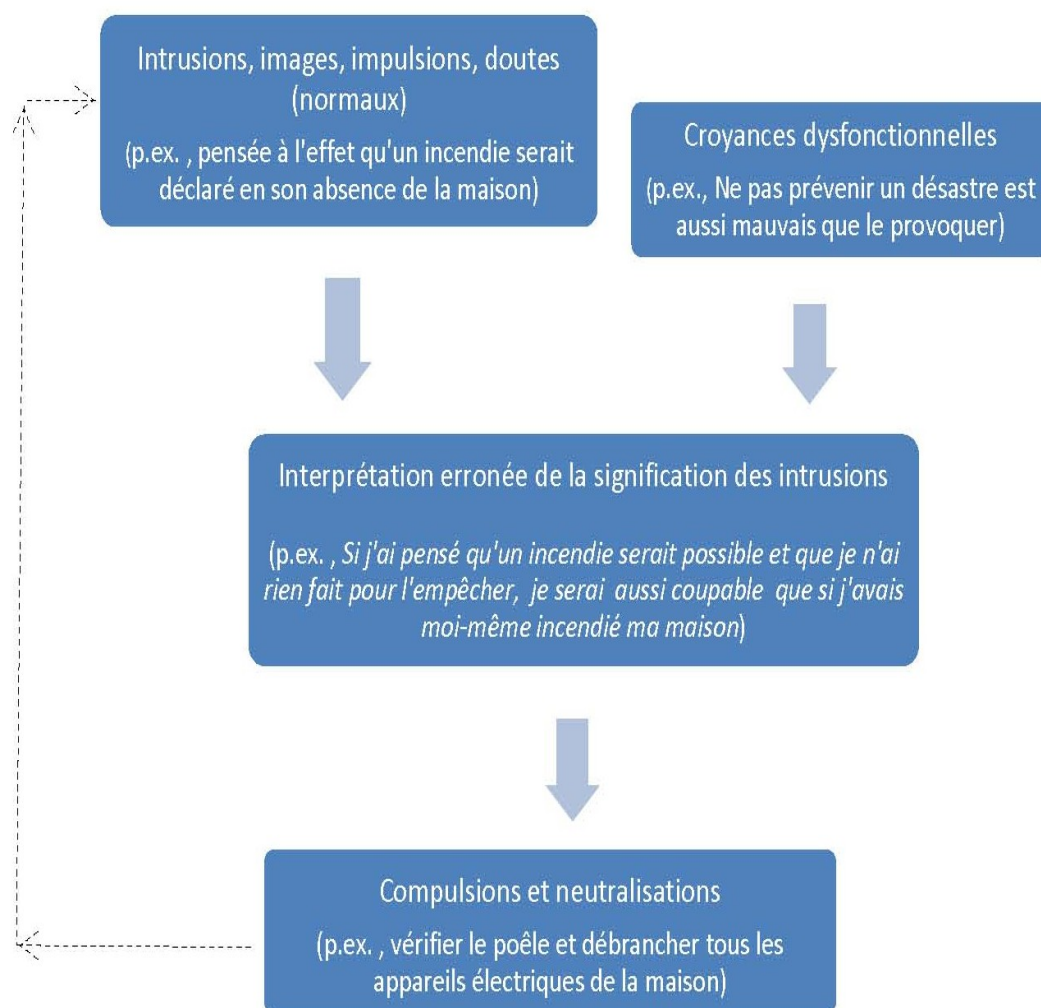 Intrusions, images, impulsions, doutes
(normaux)
(p.ex. , pensée à l'effet qu'un incendie serait
déclaré en son absence de la maison)
Croyances dysfonctionnelles
(p.ex., Ne pas prévenir un désastre est
aussi mauvais que le provoquer)
Interprétation erronée de la signification des intrusions
(p.ex. , Si j'ai pensé qu'un incendie serait possible et que je n'ai
rien fait pour l'empêcher, je serai aussi coupable que si j'avais
moi-même incendié ma maison)
Compulsions et neutralisations
(p.ex. , vérifier le poêle et débrancher tous les
appareils électriques de la maison)